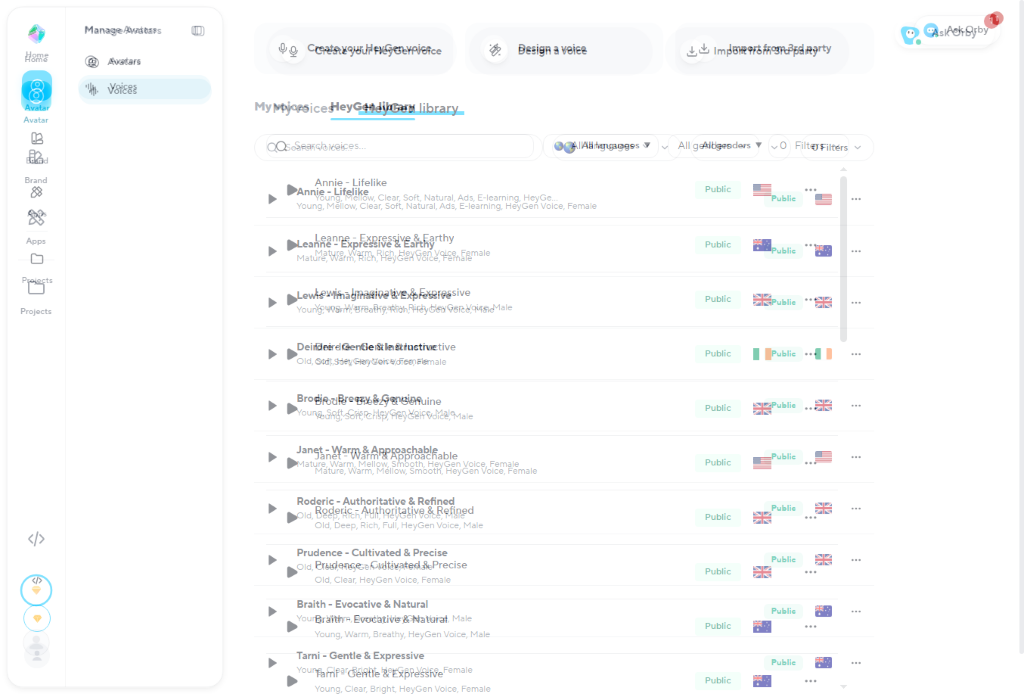 Manage Avatars
Home
Avatar
Brand
Apps
Projects
Avatars
Voices
Create your HeyGen voice
Design a voice
Import from 3rd party
Ask Orby
My voices
HeyGen library
Search voices...
All languages
All genders
0 Filters
Annie - Lifelike
Young, Mellow, Clear, Soft, Natural, Ads, E-learning, HeyGen Voice, Female
Public
Leanne - Expressive & Earthy
Mature, Warm, Rich, HeyGen Voice, Female
Public
Lewis - Imaginative & Expressive
Young, Warm, Breathy, Rich, HeyGen Voice, Male
Public
Deirdre - Gentle & Instructive
Old, Soft, HeyGen Voice, Female
Public
Brodie - Breezy & Genuine
Young, Soft, Crisp, HeyGen Voice, Male
Public
Janet - Warm & Approachable
Mature, Warm, Mellow, Smooth, HeyGen Voice, Female
Public
Roderic - Authoritative & Refined
Old, Deep, Rich, Full, HeyGen Voice, Male
Public
Prudence - Cultivated & Precise
Old, Clear, HeyGen Voice, Female
Public
Braith - Evocative & Natural
Young, Warm, Breathy, HeyGen Voice, Male
Public
Tarni - Gentle & Expressive
Young, Clear, Bright, HeyGen Voice, Female
Public